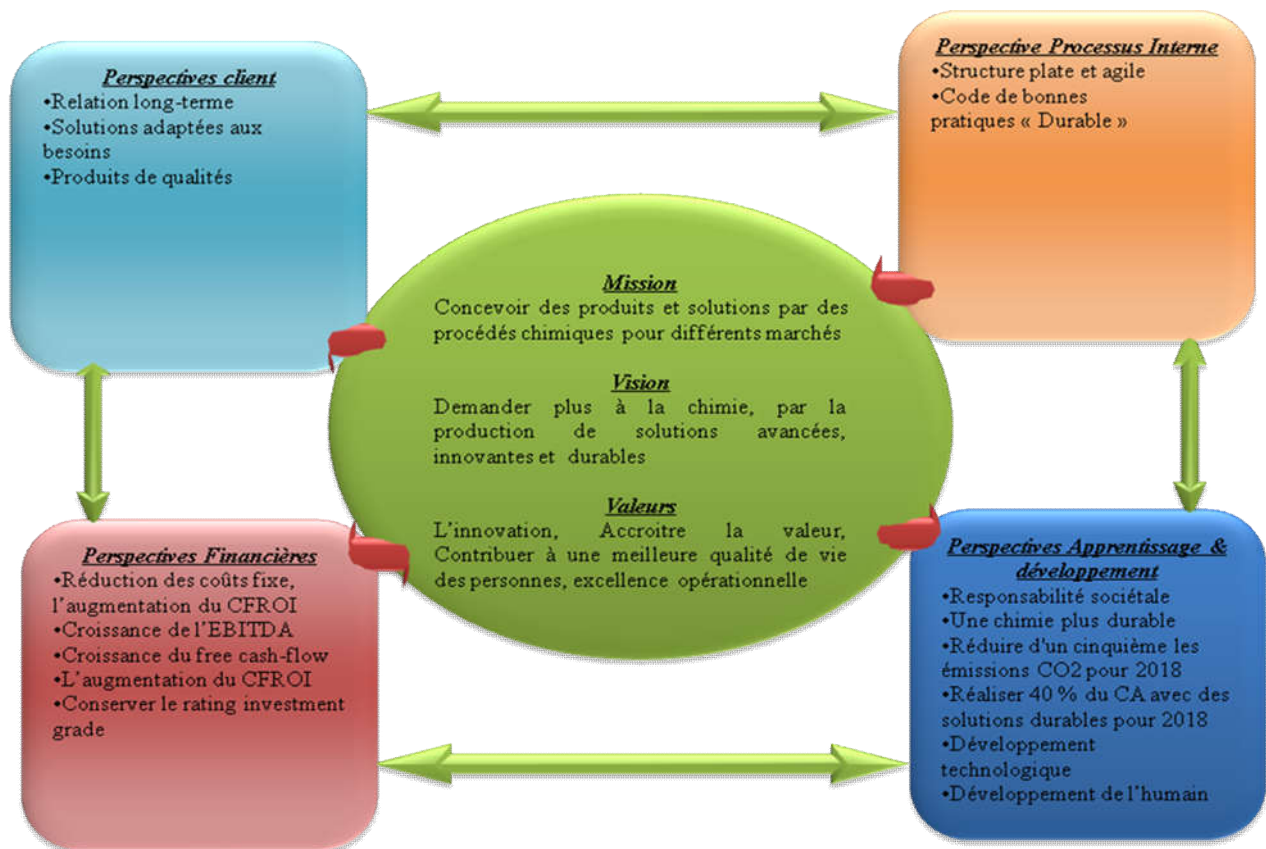 Perspectives client
•Relation long-terme
•Solutions adaptées aux
besoins
•Produits de qualités
Perspective Processus Interne
•Structure plate et agile
•Code de bonnes
pratiques « Durable »
Mission
Concevoir des produits et solutions par des
procédés chimiques pour différents marchés
Vision
Demander plus à la chimie, par la
production de solutions avancées,
innovantes et durables
Valeurs
L’innovation, Accroitre la valeur,
Contribuer à une meilleure qualité de vie
des personnes, excellence opérationnelle
Perspectives Financières
•Réduction des coûts fixe,
l’augmentation du CFROI
•Croissance de l’EBITDA
•Croissance du free cash-flow
•L’augmentation du CFROI
•Conserver le rating investment
grade
Perspectives Apprentissage &
développement
•Responsabilité sociétale
•Une chimie plus durable
•Réduire d'un cinquième les
émissions CO2 pour 2018
•Réaliser 40 % du CA avec des
solutions durables pour 2018
•Développement
technologique
•Développement de l’humain